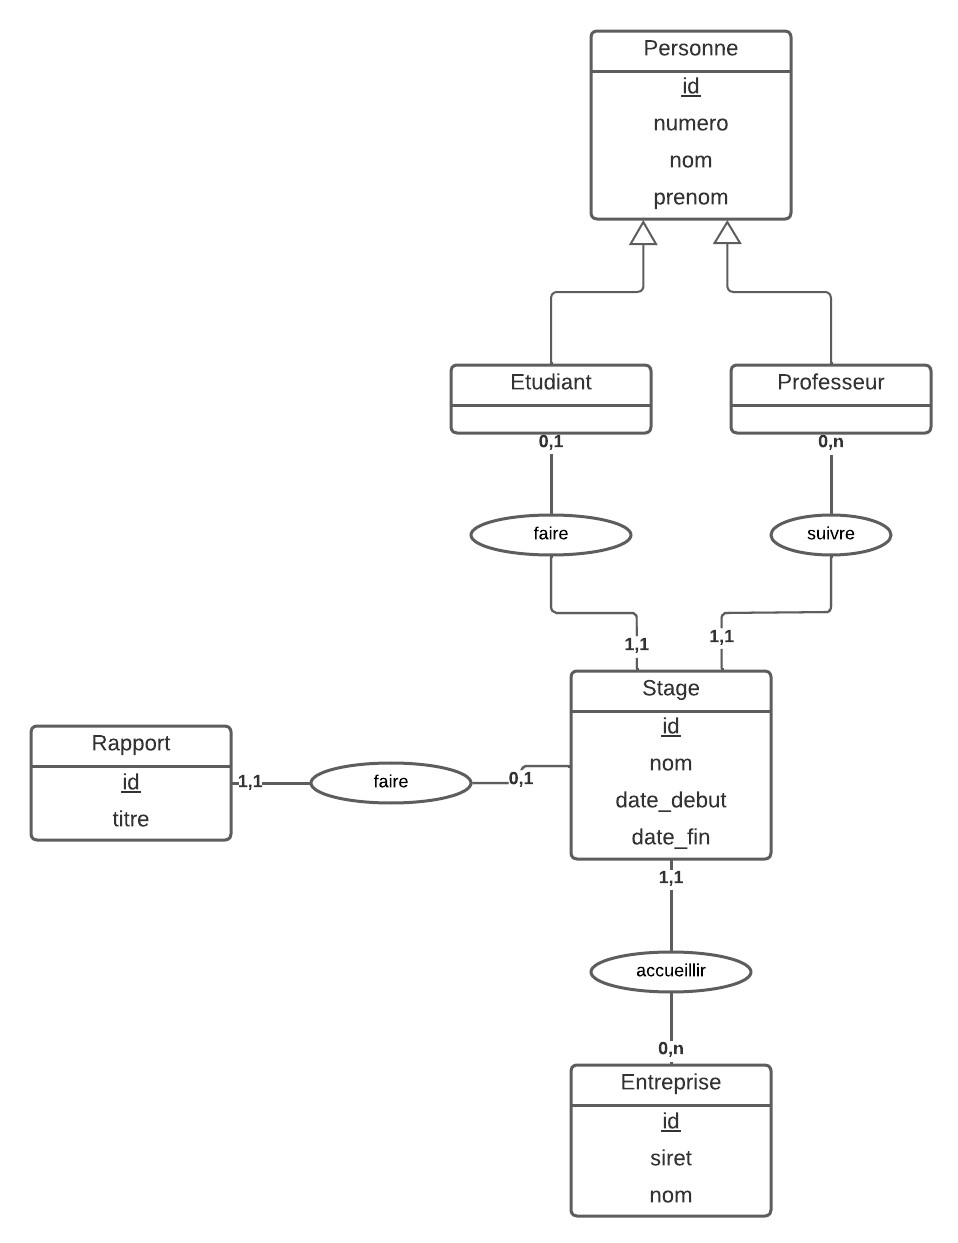 Personne
id
numero
nom
prenom
Etudiant
Professeur
0,1
0,n
faire
suivre
1,1
1,1
Stage
id
nom
date_debut
date_fin
Rapport
id
titre
1,1
faire
0,1
1,1
accueillir
0,n
Entreprise
id
siret
nom